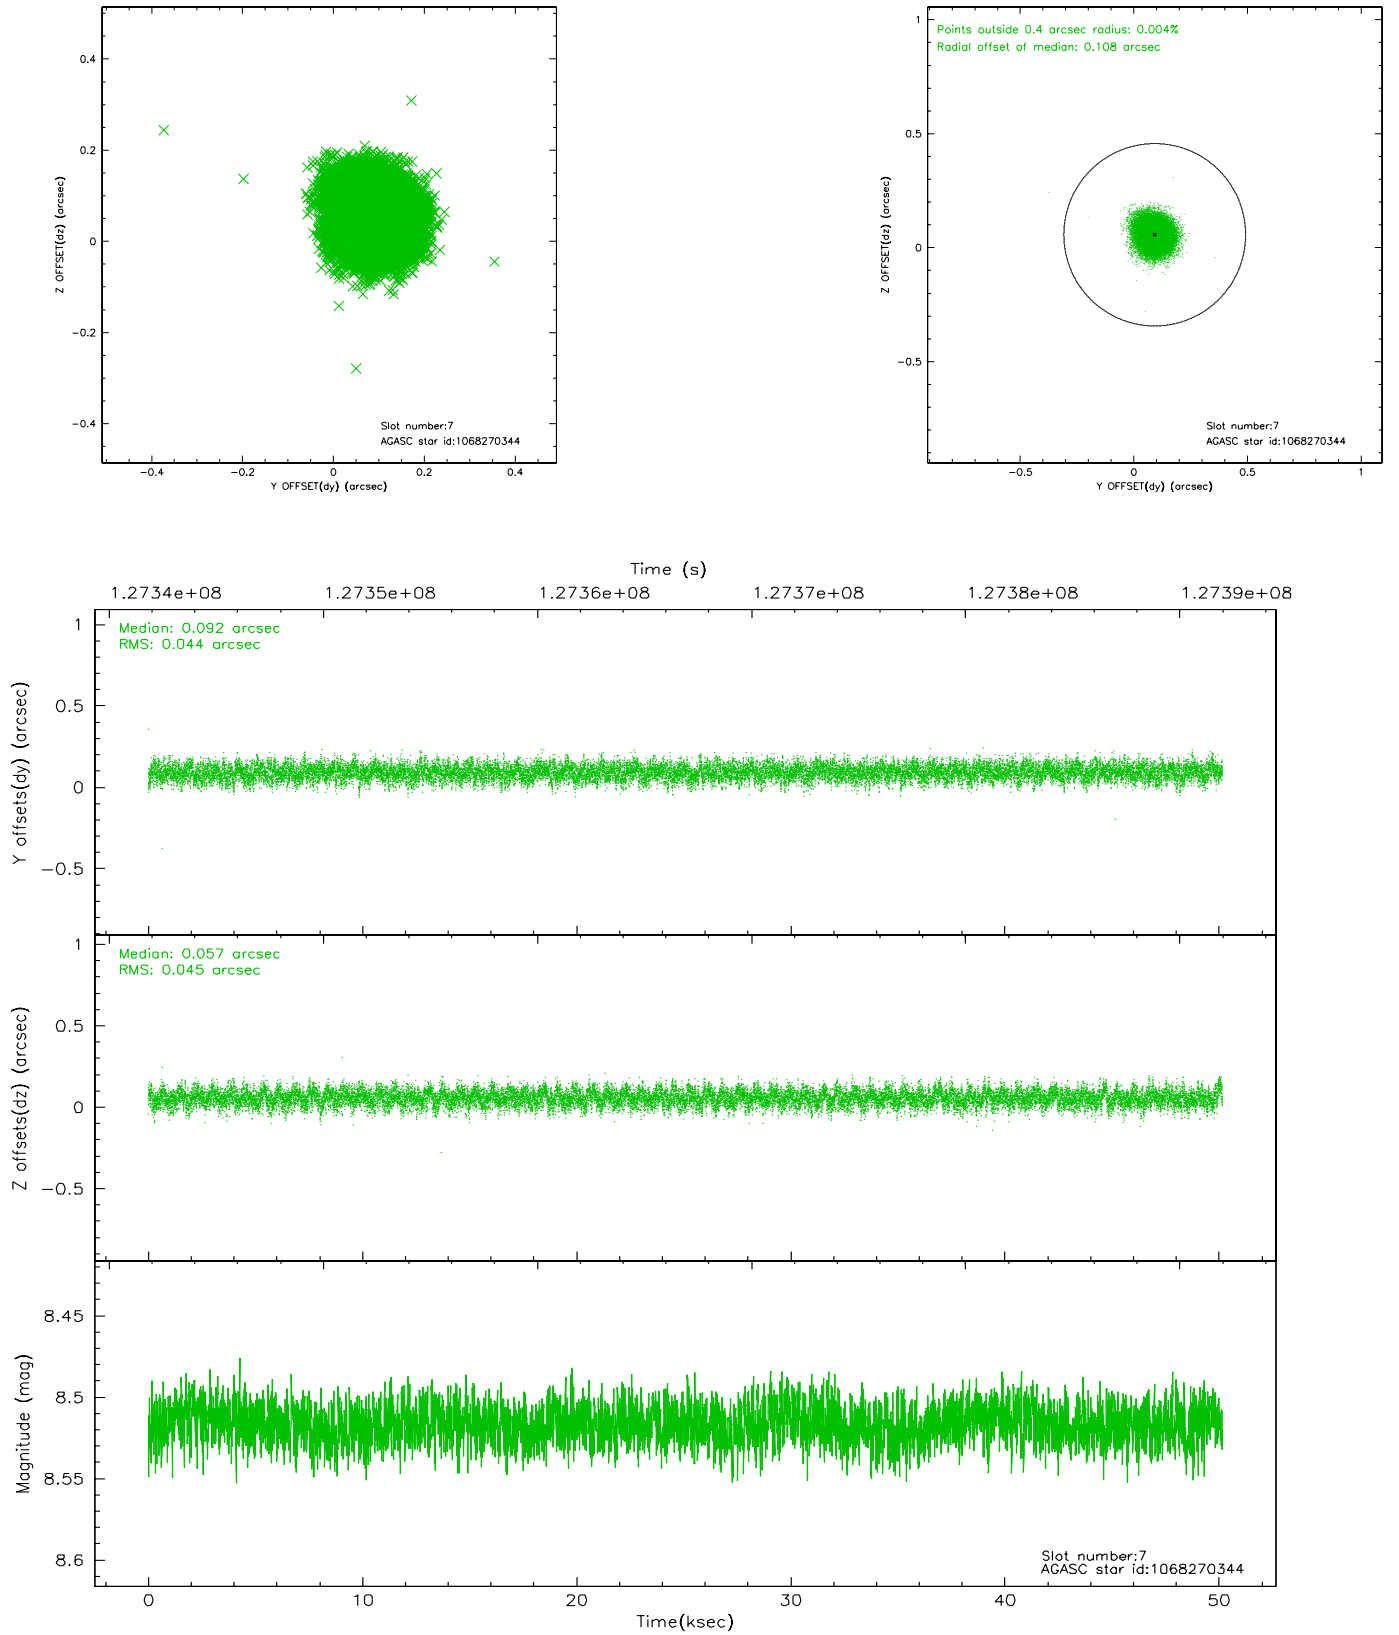 0.4
0.2
0
−0.2
−0.4
Z OFFSET(dz) (arcsec)
−0.4 −0.2 0 0.2 0.4
Y OFFSET(dy) (arcsec)
Slot number:7
AGASC star id:1068270344
Points outside 0.4 arcsec radius: 0.004%
Radial offset of median: 0.108 arcsec
1
0.5
0
−0.5
Z OFFSET(dz) (arcsec)
−0.5 0 0.5 1
Y OFFSET(dy) (arcsec)
Slot number:7
AGASC star id:1068270344
Time (s)
1.2734e+08 1.2735e+08 1.2736e+08 1.2737e+08 1.2738e+08 1.2739e+08
Median: 0.092 arcsec
RMS: 0.044 arcsec
1
0.5
0
−0.5
Y offsets(dy) (arcsec)
Median: 0.057 arcsec
RMS: 0.045 arcsec
1
0.5
0
−0.5
Z offsets(dz) (arcsec)
8.45
8.5
8.55
8.6
Magnitude (mag)
Slot number:7
AGASC star id:1068270344
0 10 20 30 40 50
Time(ksec)